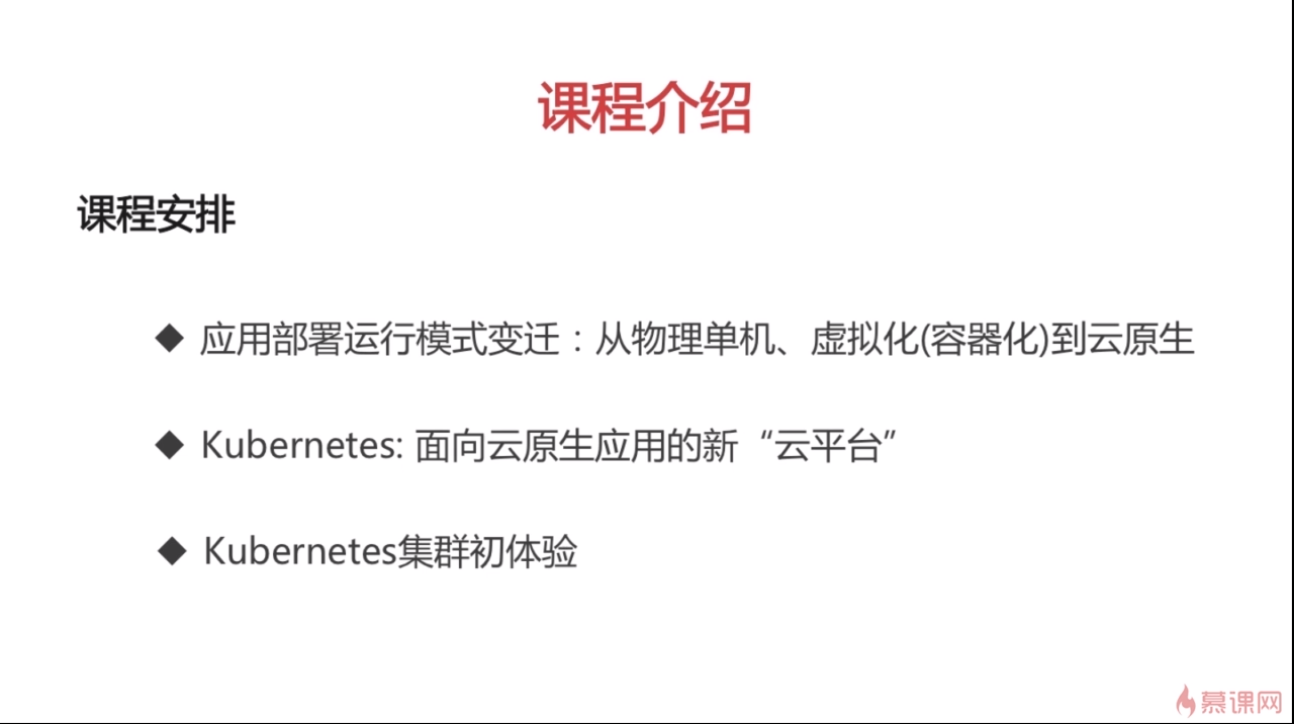 课程介绍
课程安排
◆ 应用部署运行模式变迁：从物理单机、虚拟化(容器化)到云原生
◆ Kubernetes: 面向云原生应用的新“云平台”
◆ Kubernetes集群初体验
慕课网